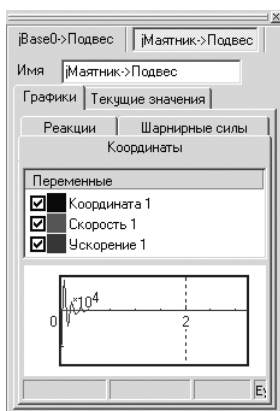 jBase0->Подвес jМаятник->Подвес
Имя jМаятник->Подвес
Графики Текущие значения
Реакции Шарнирные силы
Координаты
Переменные
Координата 1
Скорость 1
Ускорение 1
*10⁴
0 2